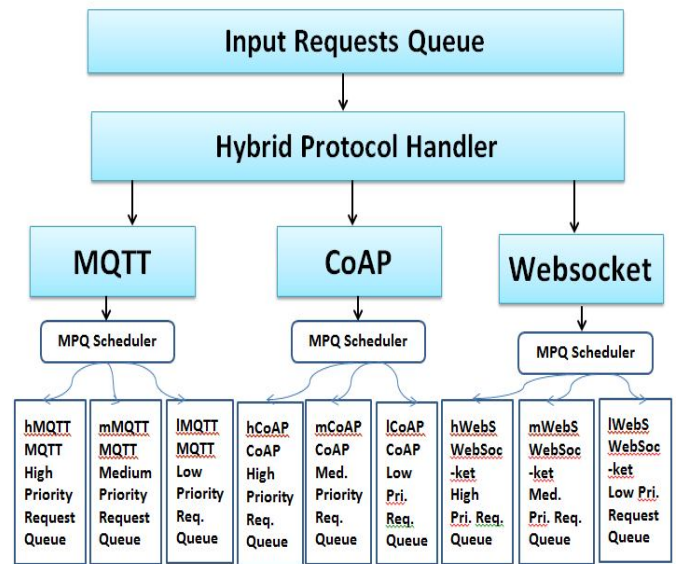 Input Requests Queue
Hybrid Protocol Handler
MQTT
CoAP
Websocket
MPQ Scheduler
MPQ Scheduler
MPQ Scheduler
hMQTT
MQTT
High
Priority
Request
Queue
mMQTT
MQTT
Medium
Priority
Request
Queue
lMQTT
MQTT
Low
Priority
Req.
Queue
hCoAP
CoAP
High
Priority
Req.
Queue
mCoAP
CoAP
Med.
Priority
Req.
Queue
lCoAP
CoAP
Low
Pri.
Req.
Queue
hWebS
WebSoc
-ket
High
Pri. Req.
Queue
mWebS
WebSoc
-ket
Med.
Pri. Req.
Queue
lWebS
WebSoc
-ket
Low Pri.
Request
Queue